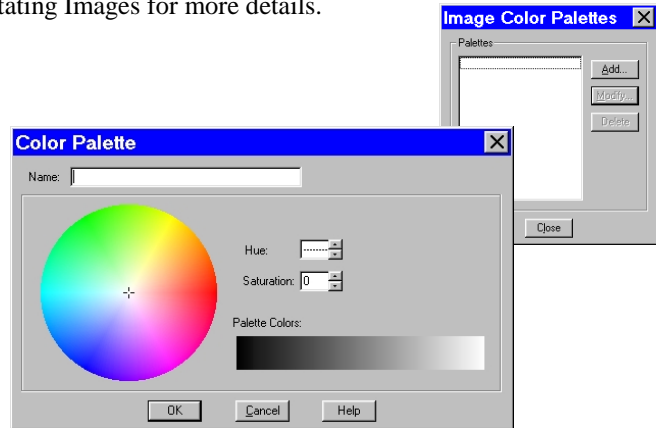 tating Images for more details.
Image Color Palettes
Palettes
Add...
Modify...
Delete
Close
Color Palette
Name:
Hue: ------
Saturation: 0
Palette Colors:
OK Cancel Help